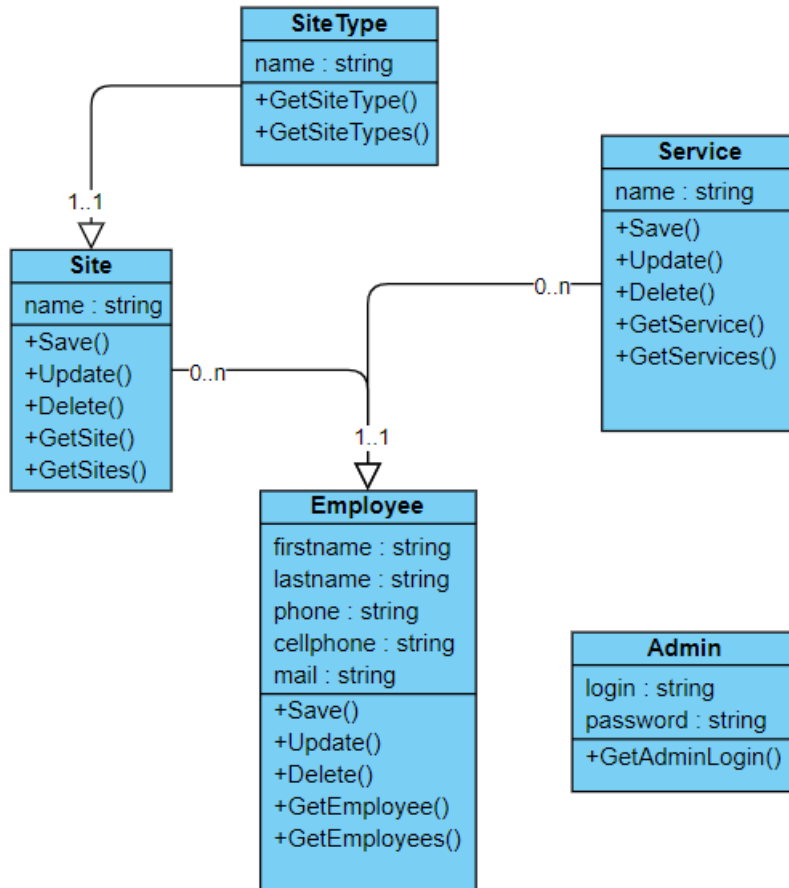 SiteType
name : string
+GetSiteType()
+GetSiteTypes()
1..1
Site
name : string
+Save()
+Update()
+Delete()
+GetSite()
+GetSites()
0..n
Service
name : string
+Save()
+Update()
+Delete()
+GetService()
+GetServices()
0..n
1..1
Employee
firstname : string
lastname : string
phone : string
cellphone : string
mail : string
+Save()
+Update()
+Delete()
+GetEmployee()
+GetEmployees()
Admin
login : string
password : string
+GetAdminLogin()